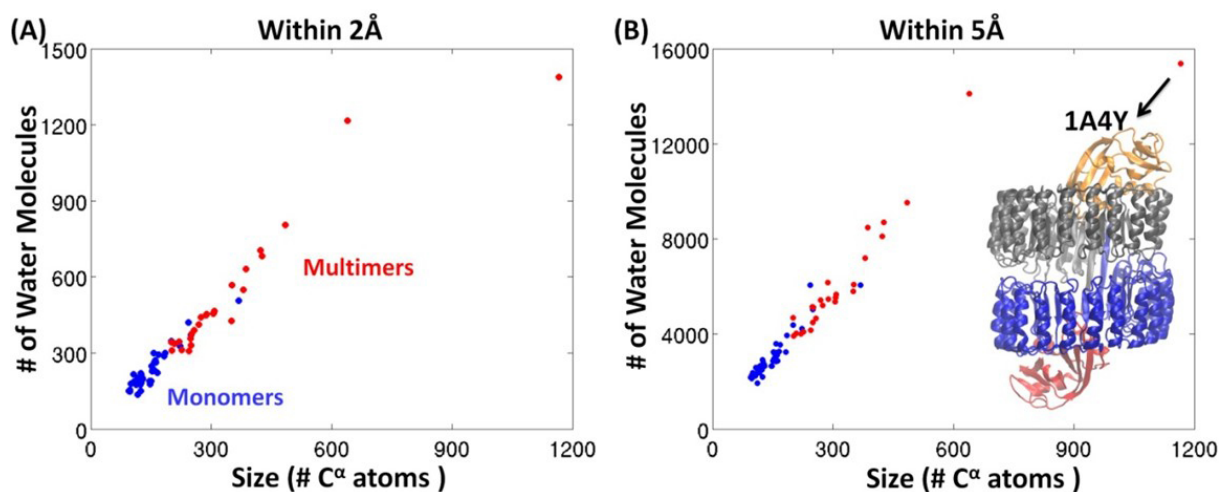 (A) Within 2Å
1500
1200
900
600
300
0
# of Water Molecules
Multimers
Monomers
0 300 600 900 1200
Size (# Cᵅ atoms )
(B) Within 5Å
16000
12000
8000
4000
0
# of Water Molecules
1A4Y
0 300 600 900 1200
Size (# Cᵅ atoms )